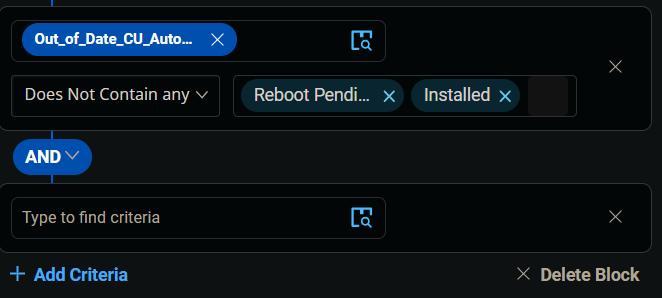 Out_of_Date_CU_Auto...
Does Not Contain any
Reboot Pendi...
Installed
AND
Type to find criteria
Add Criteria
Delete Block